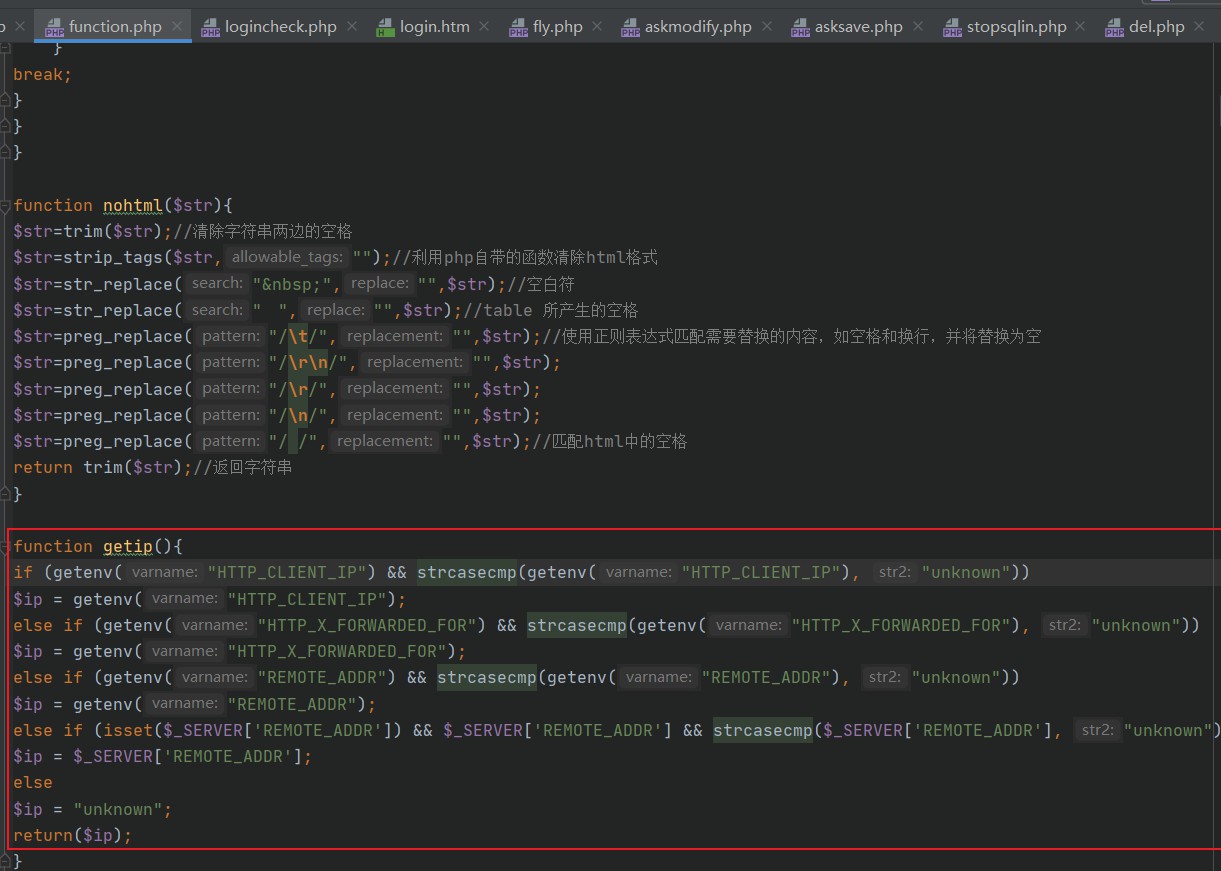 function.php logincheck.php login.htm fly.php askmodify.php asksave.php stopsqlin.php del.php
}
break;
}
}
}
function nohtml($str){
$str=trim($str);//清除字符串两边的空格
$str=strip_tags($str, allowable_tags: "");//利用php自带的函数清除html格式
$str=str_replace( search: "&nbsp;", replace: "",$str);//空白符
$str=str_replace( search: "  ", replace: "",$str);//table 所产生的空格
$str=preg_replace( pattern: "/\t/", replacement: "",$str);//使用正则表达式匹配需要替换的内容，如空格和换行，并将替换为空
$str=preg_replace( pattern: "/\r\n/", replacement: "",$str);
$str=preg_replace( pattern: "/\r/", replacement: "",$str);
$str=preg_replace( pattern: "/\n/", replacement: "",$str);
$str=preg_replace( pattern: "/ /", replacement: "",$str);//匹配html中的空格
return trim($str);//返回字符串
}
function getip(){
if (getenv( varname: "HTTP_CLIENT_IP") && strcasecmp(getenv( varname: "HTTP_CLIENT_IP"), str2: "unknown"))
$ip = getenv( varname: "HTTP_CLIENT_IP");
else if (getenv( varname: "HTTP_X_FORWARDED_FOR") && strcasecmp(getenv( varname: "HTTP_X_FORWARDED_FOR"), str2: "unknown"))
$ip = getenv( varname: "HTTP_X_FORWARDED_FOR");
else if (getenv( varname: "REMOTE_ADDR") && strcasecmp(getenv( varname: "REMOTE_ADDR"), str2: "unknown"))
$ip = getenv( varname: "REMOTE_ADDR");
else if (isset($_SERVER['REMOTE_ADDR']) && $_SERVER['REMOTE_ADDR'] && strcasecmp($_SERVER['REMOTE_ADDR'], str2: "unknown")
$ip = $_SERVER['REMOTE_ADDR'];
else
$ip = "unknown";
return($ip);
}